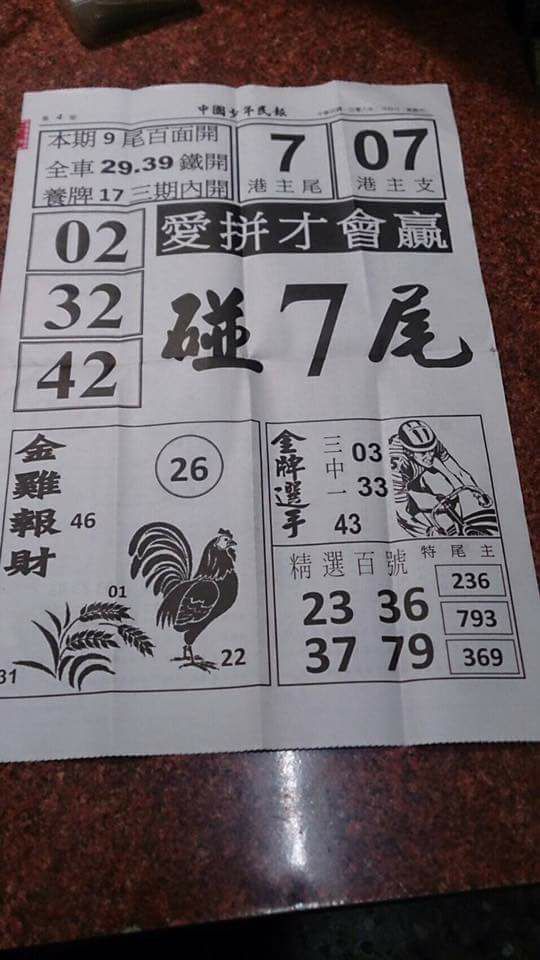 第 4 版
中國少年民報
本期 9 尾百面開
全車 29.39 鐵開
養牌 17 三期內開
7
港主尾
07
港主支
02
32
42
愛拼才會贏
碰7尾
金雞報財
26
46
01
31
22
金牌選手
三中一
03
33
43
11
精選百號
特尾主
23 36
37 79
236
793
369